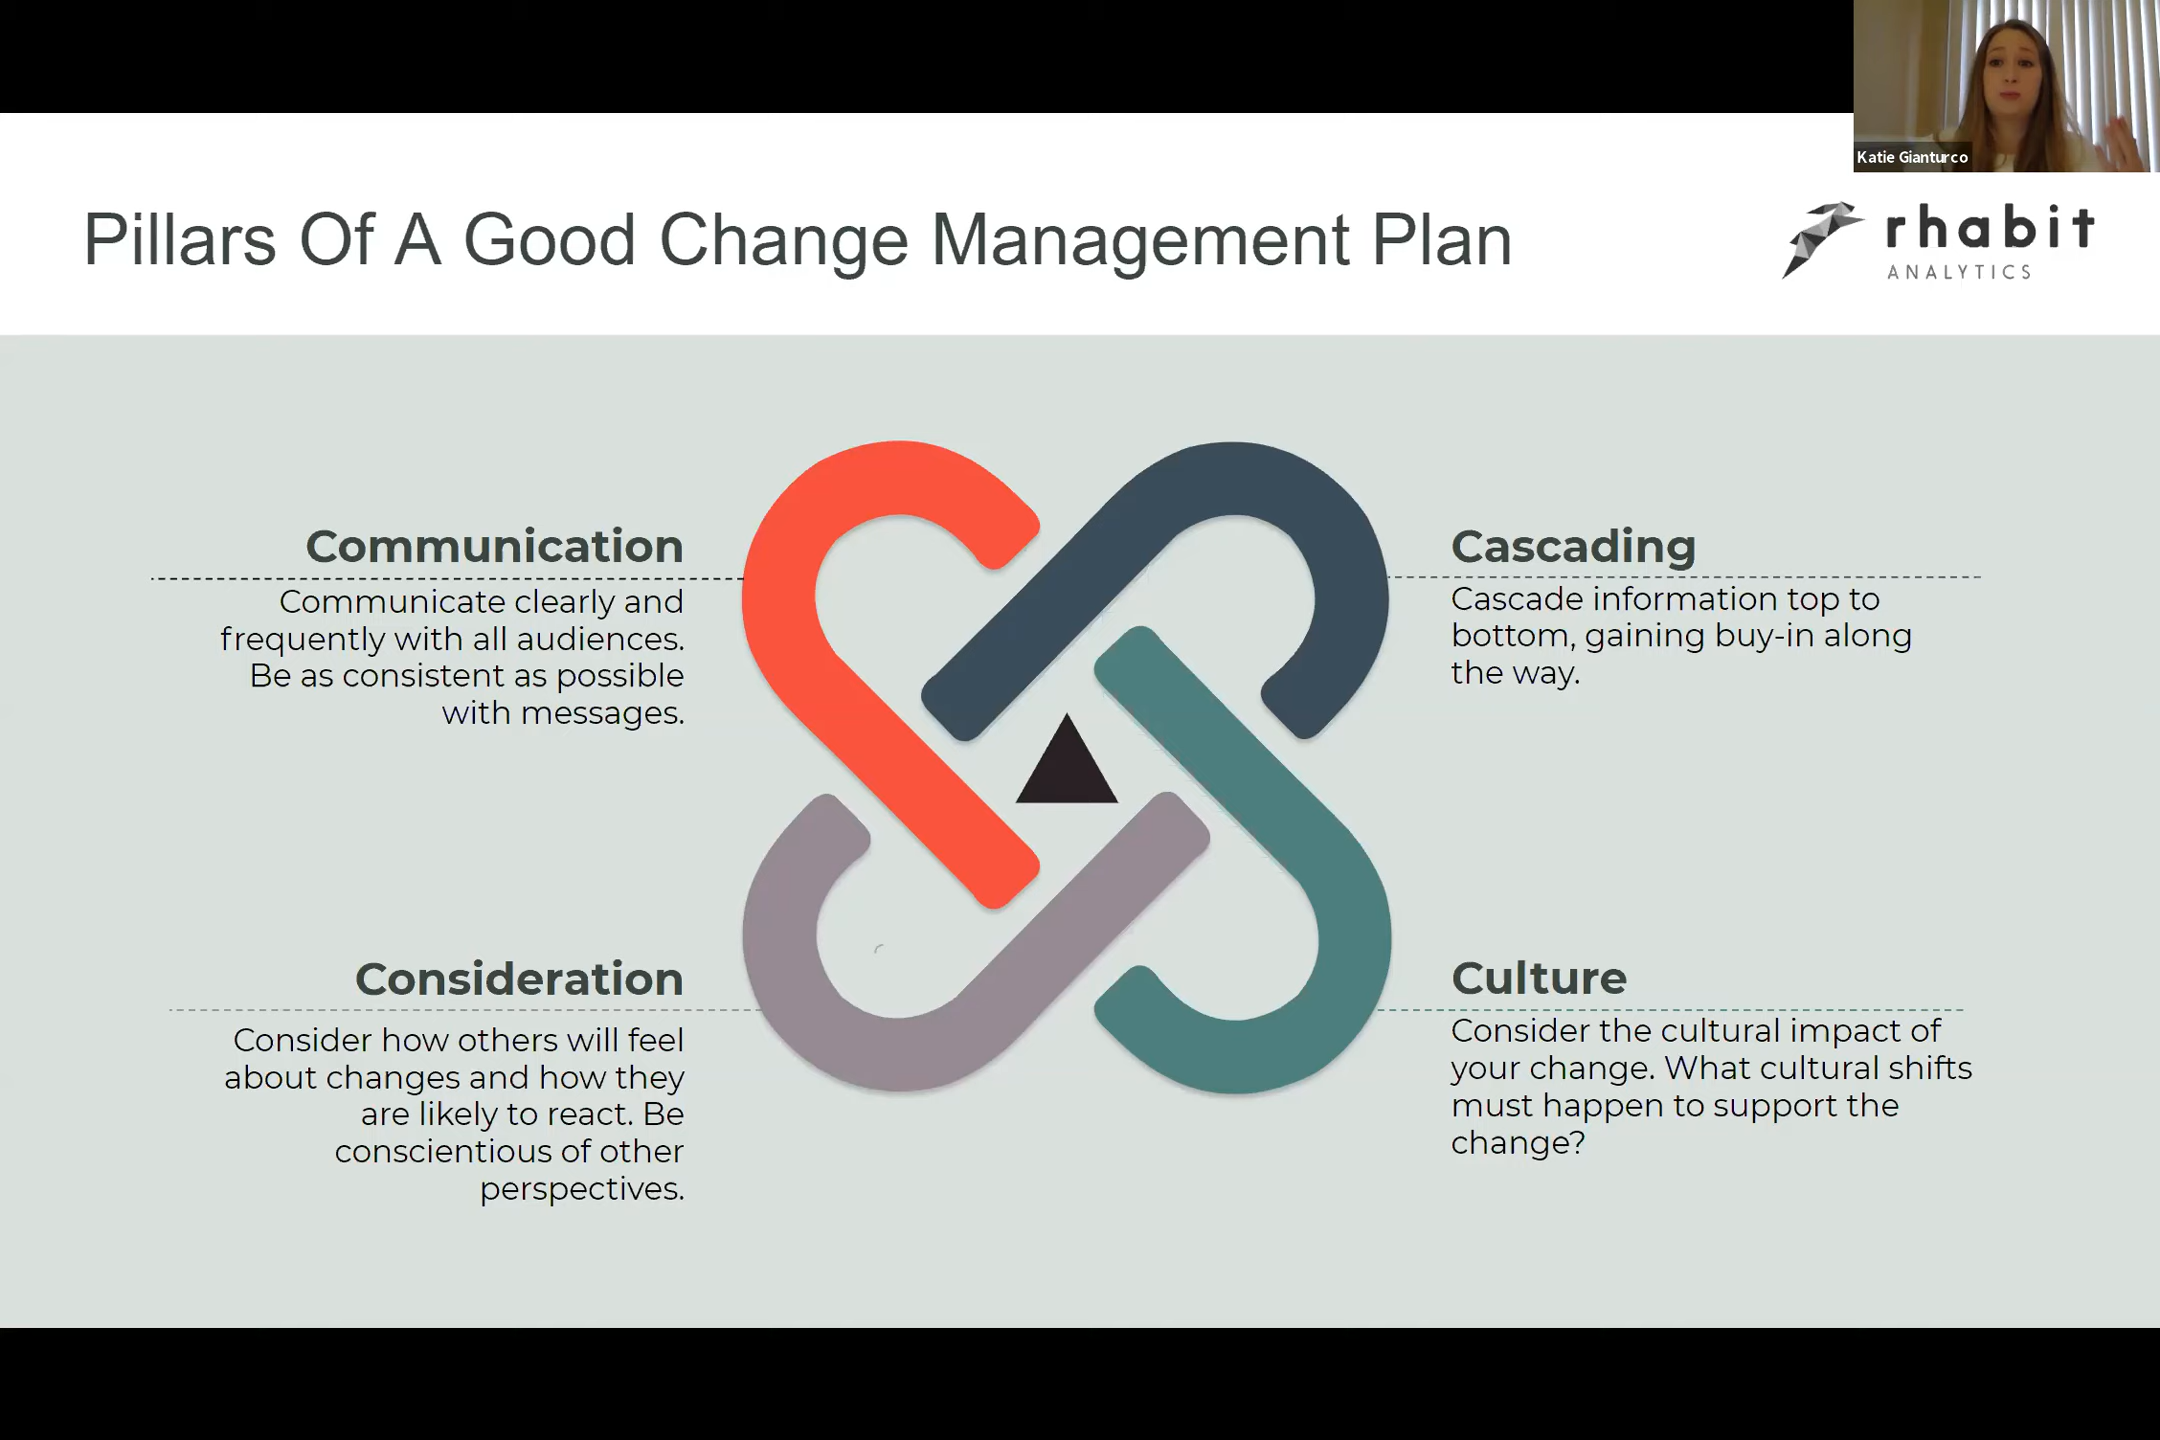 Katie Gianturco
Pillars Of A Good Change Management Plan
rhabit
ANALYTICS
Communication
Communicate clearly and
frequently with all audiences.
Be as consistent as possible
with messages.
Cascading
Cascade information top to
bottom, gaining buy-in along
the way.
Consideration
Consider how others will feel
about changes and how they
are likely to react. Be
conscientious of other
perspectives.
Culture
Consider the cultural impact of
your change. What cultural shifts
must happen to support the
change?